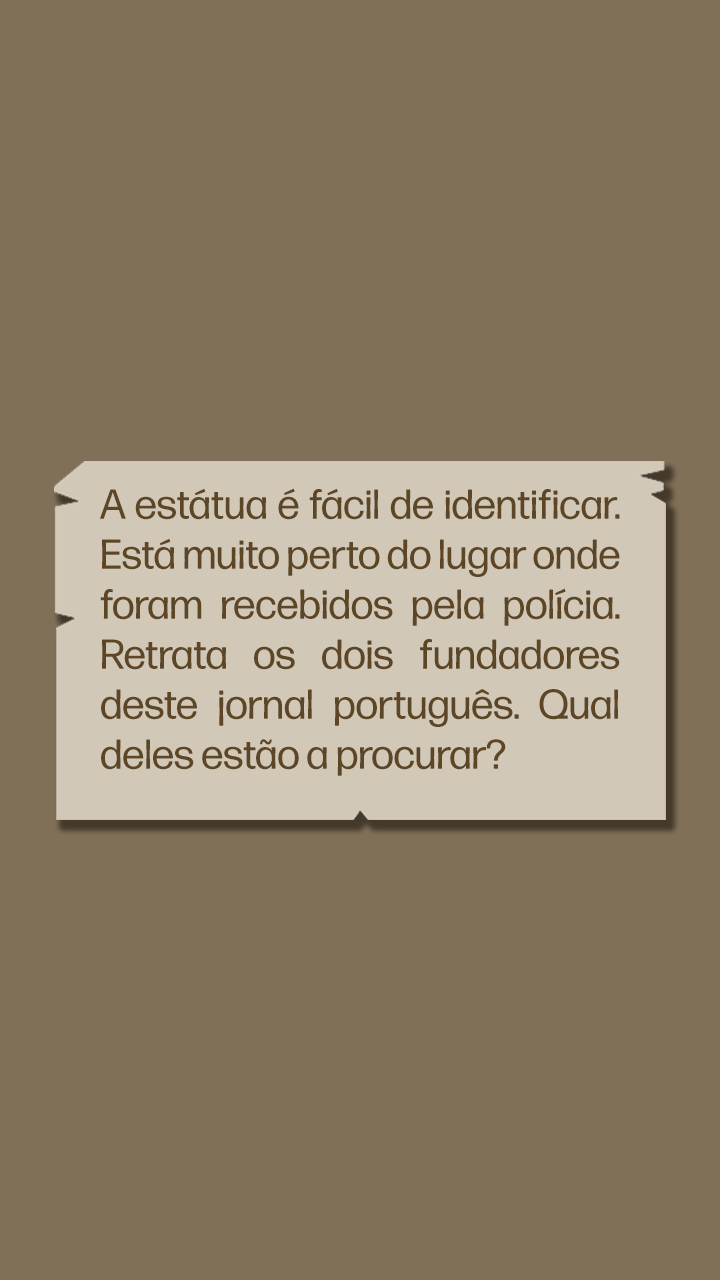 A estátua é fácil de identificar.
Está muito perto do lugar onde
foram recebidos pela polícia.
Retrata os dois fundadores
deste jornal português. Qual
deles estão a procurar?